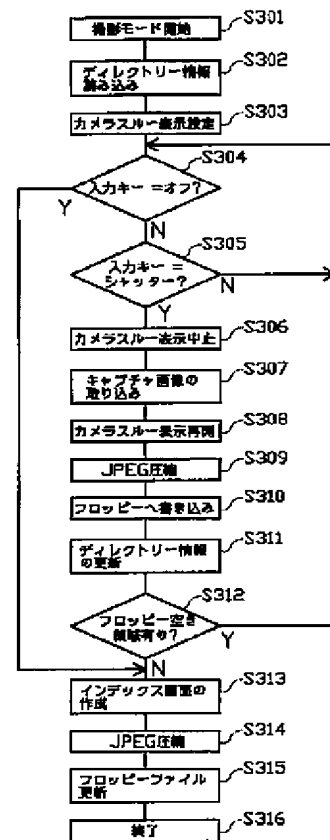 S301
撮影モード開始
S302
ディレクトリー情報
読み込み
S303
カメラスルー表示設定
S304
入力キー =オフ?
Y
N
S305
入力キー =
シャッター?
N
Y
S306
カメラスルー表示中止
S307
キャプチャ画像の
取り込み
S308
カメラスルー表示再開
S309
JPEG圧縮
S310
フロッピーへ書き込み
S311
ディレクトリー情報
の更新
S312
フロッピー空き
領域有り?
Y
N
S313
インデックス画面の
作成
S314
JPEG圧縮
S315
フロッピーファイル
更新
S316
終了